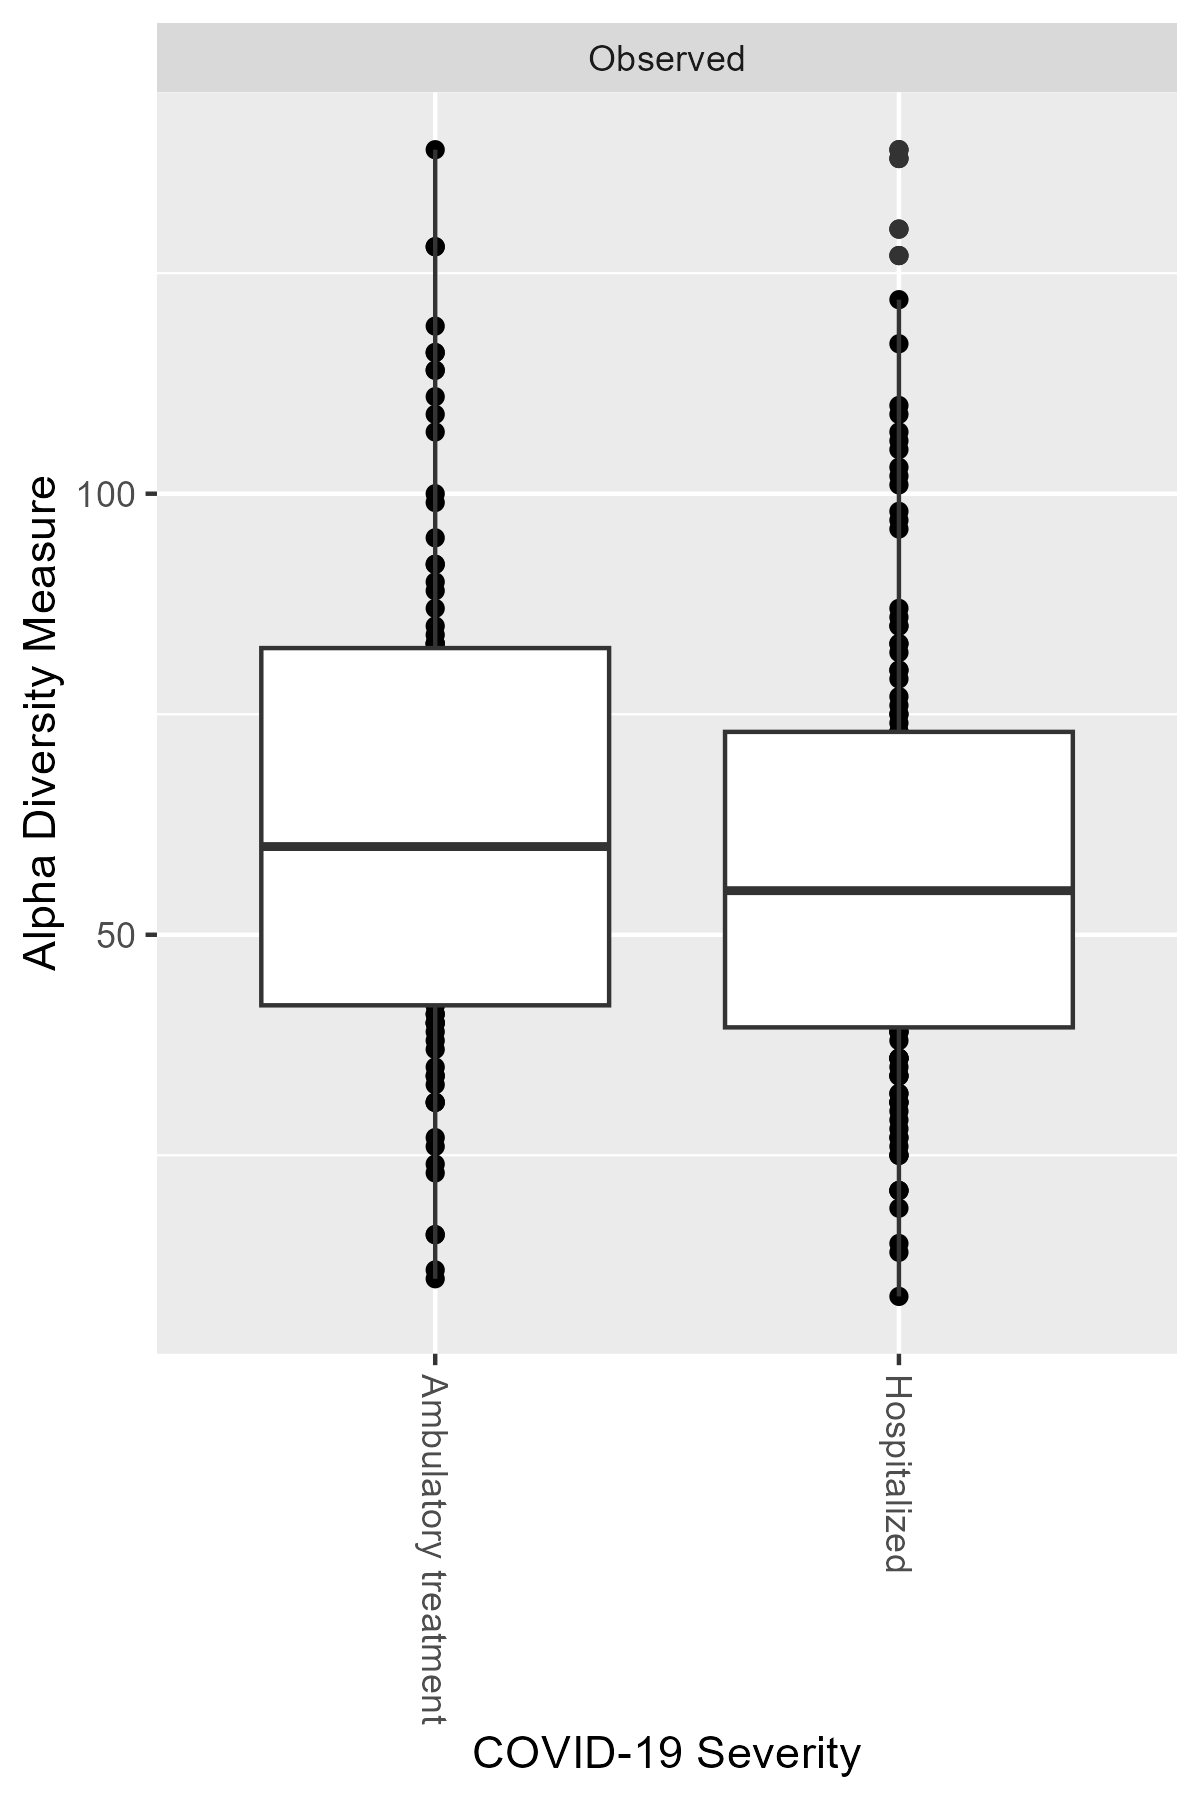 Observed
Alpha Diversity Measure
100
50
Ambulatory treatment
Hospitalized
COVID-19 Severity